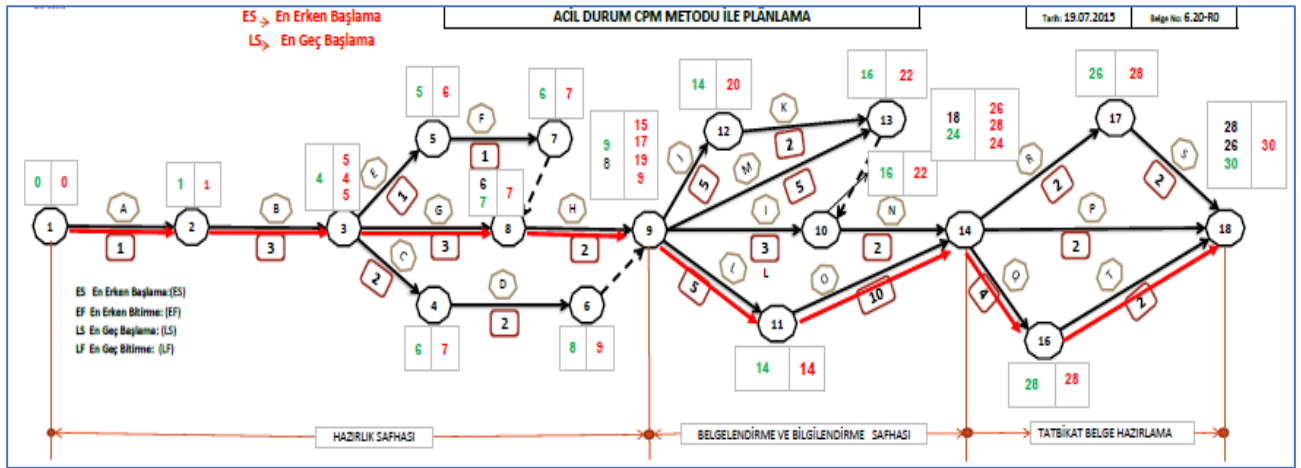 ES En Erken Başlama
LS En Geç Başlama
ACİL DURUM CPM METODU İLE PLÂNLAMA
Tarih: 19.07.2015
Belge No: 6.20-R0
5 6
6 7
14 20
16 22
26 28
F
1
5
7
K
2
12
13
17
9 15
8 17
19
9
18 26
24 28
24
28
26 30
30
0 0
1 1
4 5
4
5
E
1
6 7
7
J
5
M
5
16 22
R
2
S
2
A
1
B
3
G
3
H
2
I
3
N
2
P
2
1
2
3
8
9
10
14
18
C
2
D
2
L
L
5
O
10
Q
4
T
2
4
6
11
16
ES En Erken Başlama:(ES)
EF En Erken Bitirme: (EF)
LS En Geç Başlama: (LS)
LF En Geç Bitirme: (LF)
6 7
8 9
14 14
28 28
HAZIRLIK SAFHASI
BELGELENDİRME VE BİLGİLENDİRME SAFHASI
TATBİKAT BELGE HAZIRLAMA